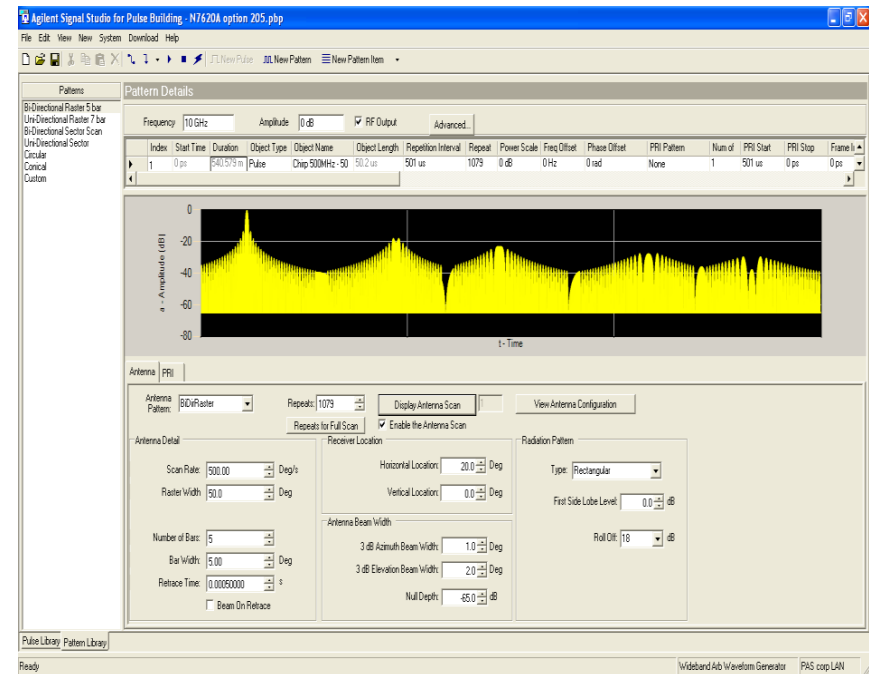 Agilent Signal Studio for Pulse Building - N7620A option 205.pbp
File Edit View New System Download Help
New Pulse New Pattern New Pattern Item
Patterns
Pattern Details
Bi-Directional Raster 5 bar
Uni-Directional Raster 7 bar
Bi-Directional Sector Scan
Uni-Directional Sector
Circular
Conical
Custom
Frequency 10 GHz Amplitude 0 dB RF Output Advanced...
Index Start Time Duration Object Type Object Name Object Length Repetition Interval Repeat Power Scale Freq Offset Phase Offset PRI Pattern Num of PRI Start PRI Stop Frame I
1 0 ps 540.579 m Pulse Chirp 500MHz - 50 50.2 us 501 us 1079 0 dB 0 Hz 0 rad None 1 501 us 0 ps 0 ps
a - Amplitude (dB)
0
-20
-40
-60
-80
t - Time
Antenna PRI
Antenna Pattern: BiDirRaster Repeats: 1079 Display Antenna Scan 1 View Antenna Configuration
Repeats for Full Scan Enable the Antenna Scan
Antenna Detail
Scan Rate: 500.00 Deg/s
Raster Width 50.0 Deg
Number of Bars: 5
Bar Width: 5.00 Deg
Retrace Time: 0.00050000 s
Beam On Retrace
Receiver Location
Horizontal Location: 20.0 Deg
Vertical Location: 0.0 Deg
Antenna Beam Width
3 dB Azimuth Beam Width: 1.0 Deg
3 dB Elevation Beam Width: 2.0 Deg
Null Depth: -65.0 dB
Radiation Pattern
Type: Rectangular
First Side Lobe Level: 0.0 dB
Roll Off: 18 dB
Pulse Library Pattern Library
Ready
Wideband Arb Waveform Generator PAS corp LAN